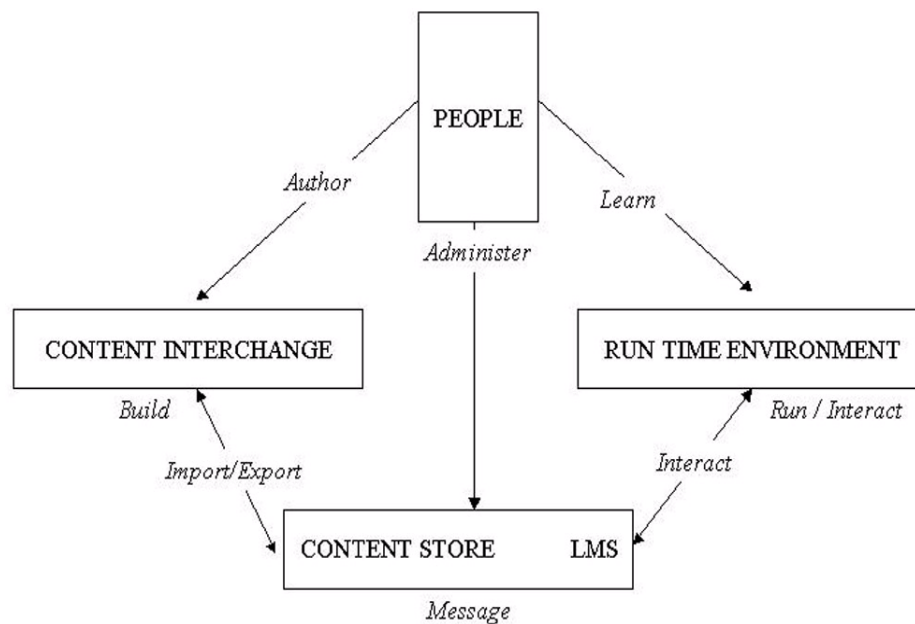 PEOPLE
Author
Learn
Administer
CONTENT INTERCHANGE
RUN TIME ENVIRONMENT
Build
Run / Interact
Import/Export
Interact
CONTENT STORE LMS
Message